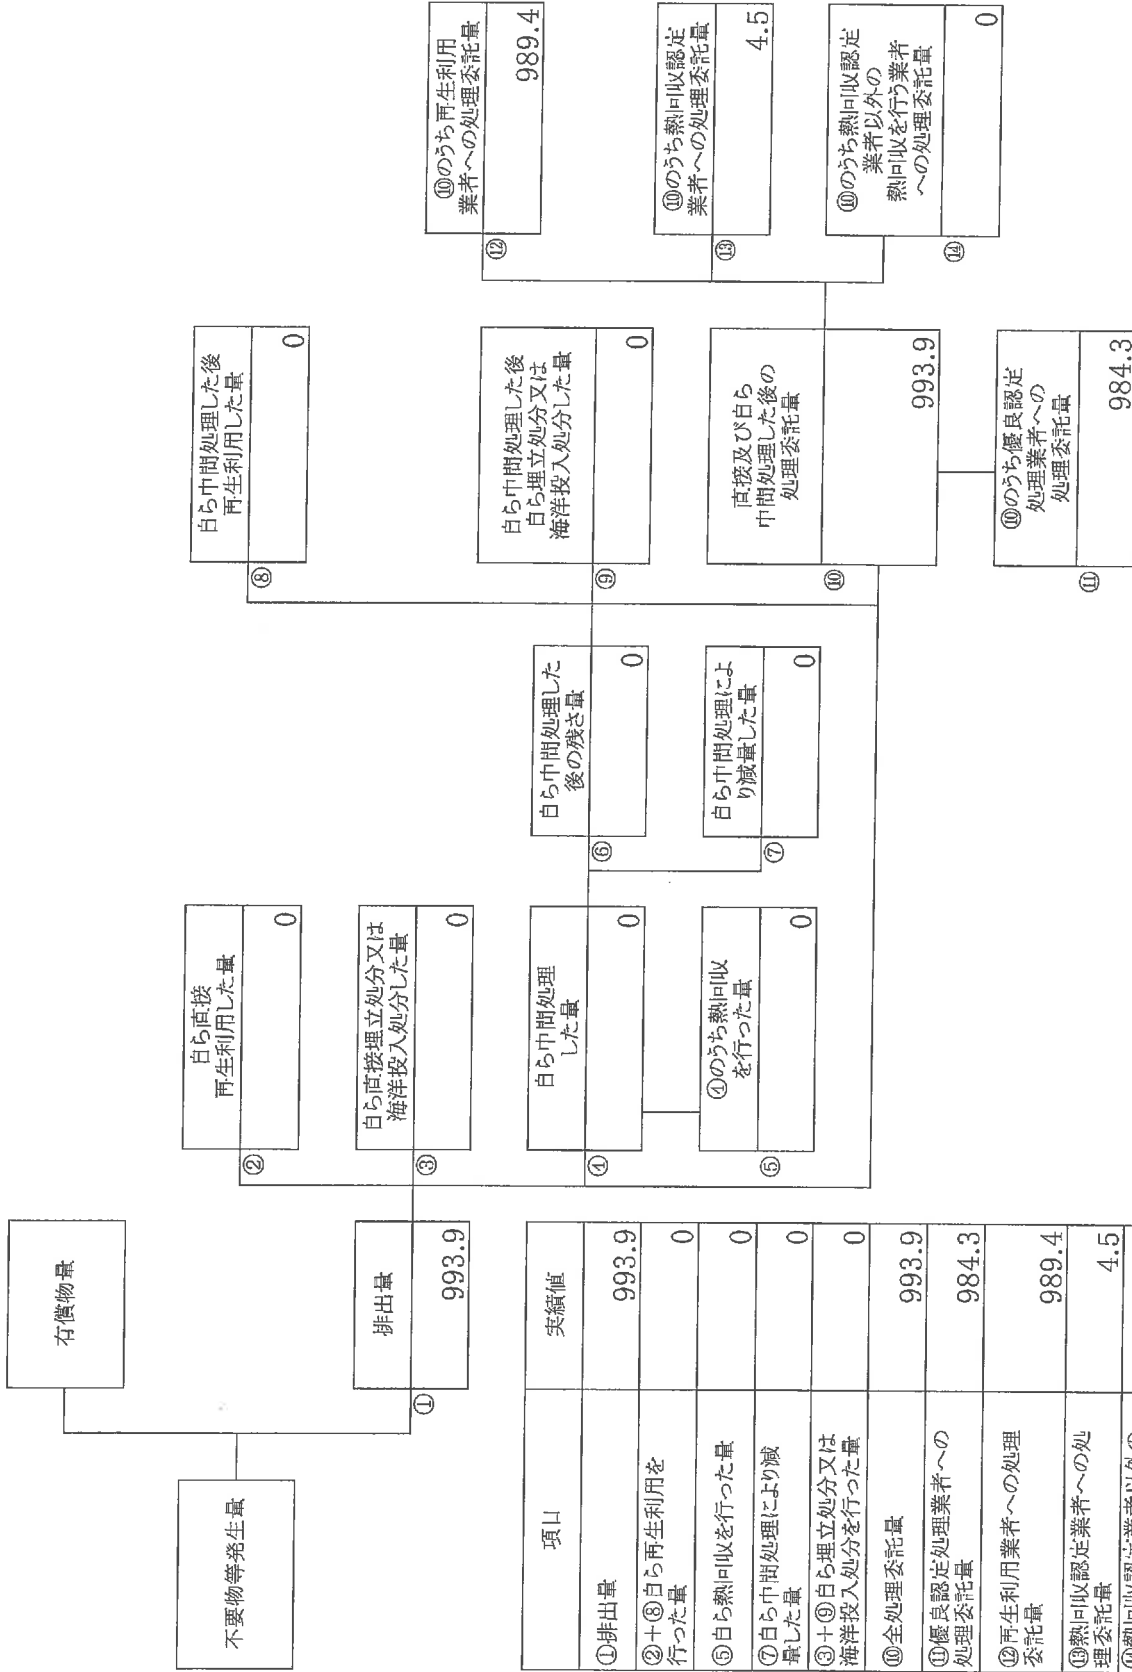 不要物等発生量
有償物量
排出量
①
993.9
自ら直接
再生利用した量
②
0
自ら直接埋立処分又は
海洋投入処分した量
③
0
自ら中間処理
した量
④
0
④のうち熱回収
を行った量
⑤
0
自ら中間処理した
後の残さ量
⑥
0
自ら中間処理によ
り減量した量
⑦
0
自ら中間処理した後
再生利用した量
⑧
0
自ら中間処理した後
自ら埋立処分又は
海洋投入処分した量
⑨
0
直接及び自ら
中間処理した後の
処理委託量
⑩
993.9
⑩のうち優良認定
処理業者への
処理委託量
⑪
984.3
⑩のうち再生利用
業者への処理委託量
⑫
989.4
⑩のうち熱回収認定
業者への処理委託量
⑬
4.5
⑩のうち熱回収認定
業者以外の
熱回収を行う業者
への処理委託量
⑭
0
項目 実績値
①排出量 993.9
②+⑧自ら再生利用を
行った量 0
⑤自ら熱回収を行った量 0
⑦自ら中間処理により減
量した量 0
③+⑨自ら埋立処分又は
海洋投入処分を行った量 0
⑩全処理委託量 993.9
⑪優良認定処理業者への
処理委託量 984.3
⑫再生利用業者への処理
委託量 989.4
⑬熱回収認定業者への処
理委託量 4.5
⑭熱回収認定業者以外の